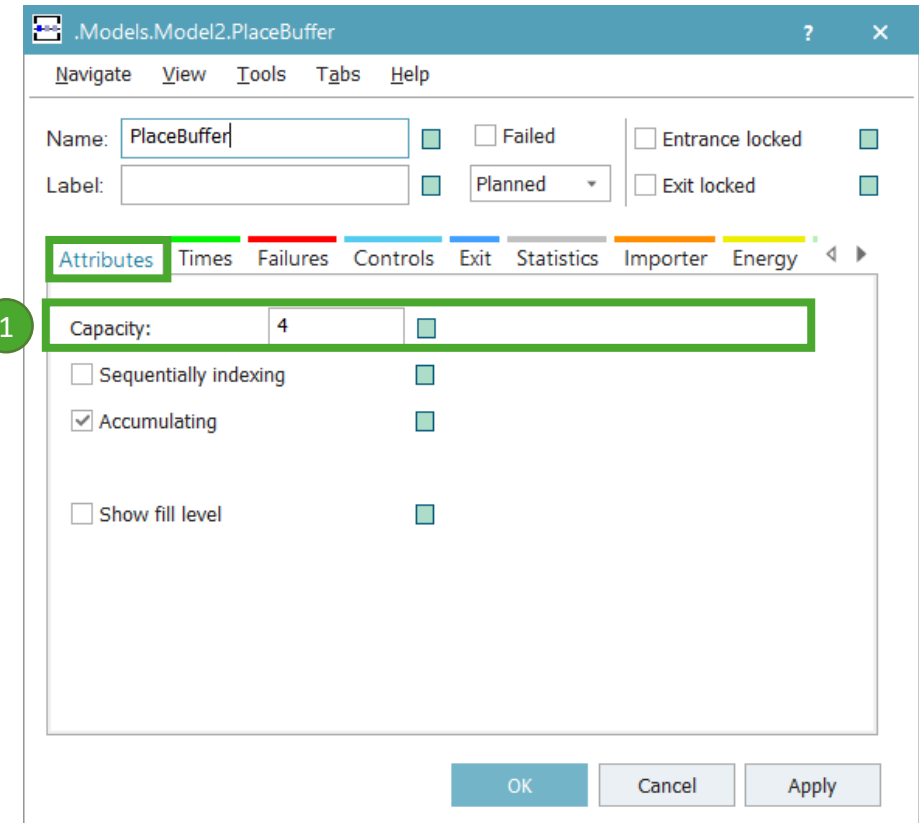 .Models.Model2.PlaceBuffer ? ×
Navigate View Tools Tabs Help
Name: PlaceBuffer Failed Entrance locked
Label: Planned Exit locked
Attributes Times Failures Controls Exit Statistics Importer Energy
1 Capacity: 4
Sequentially indexing
Accumulating
Show fill level
OK Cancel Apply